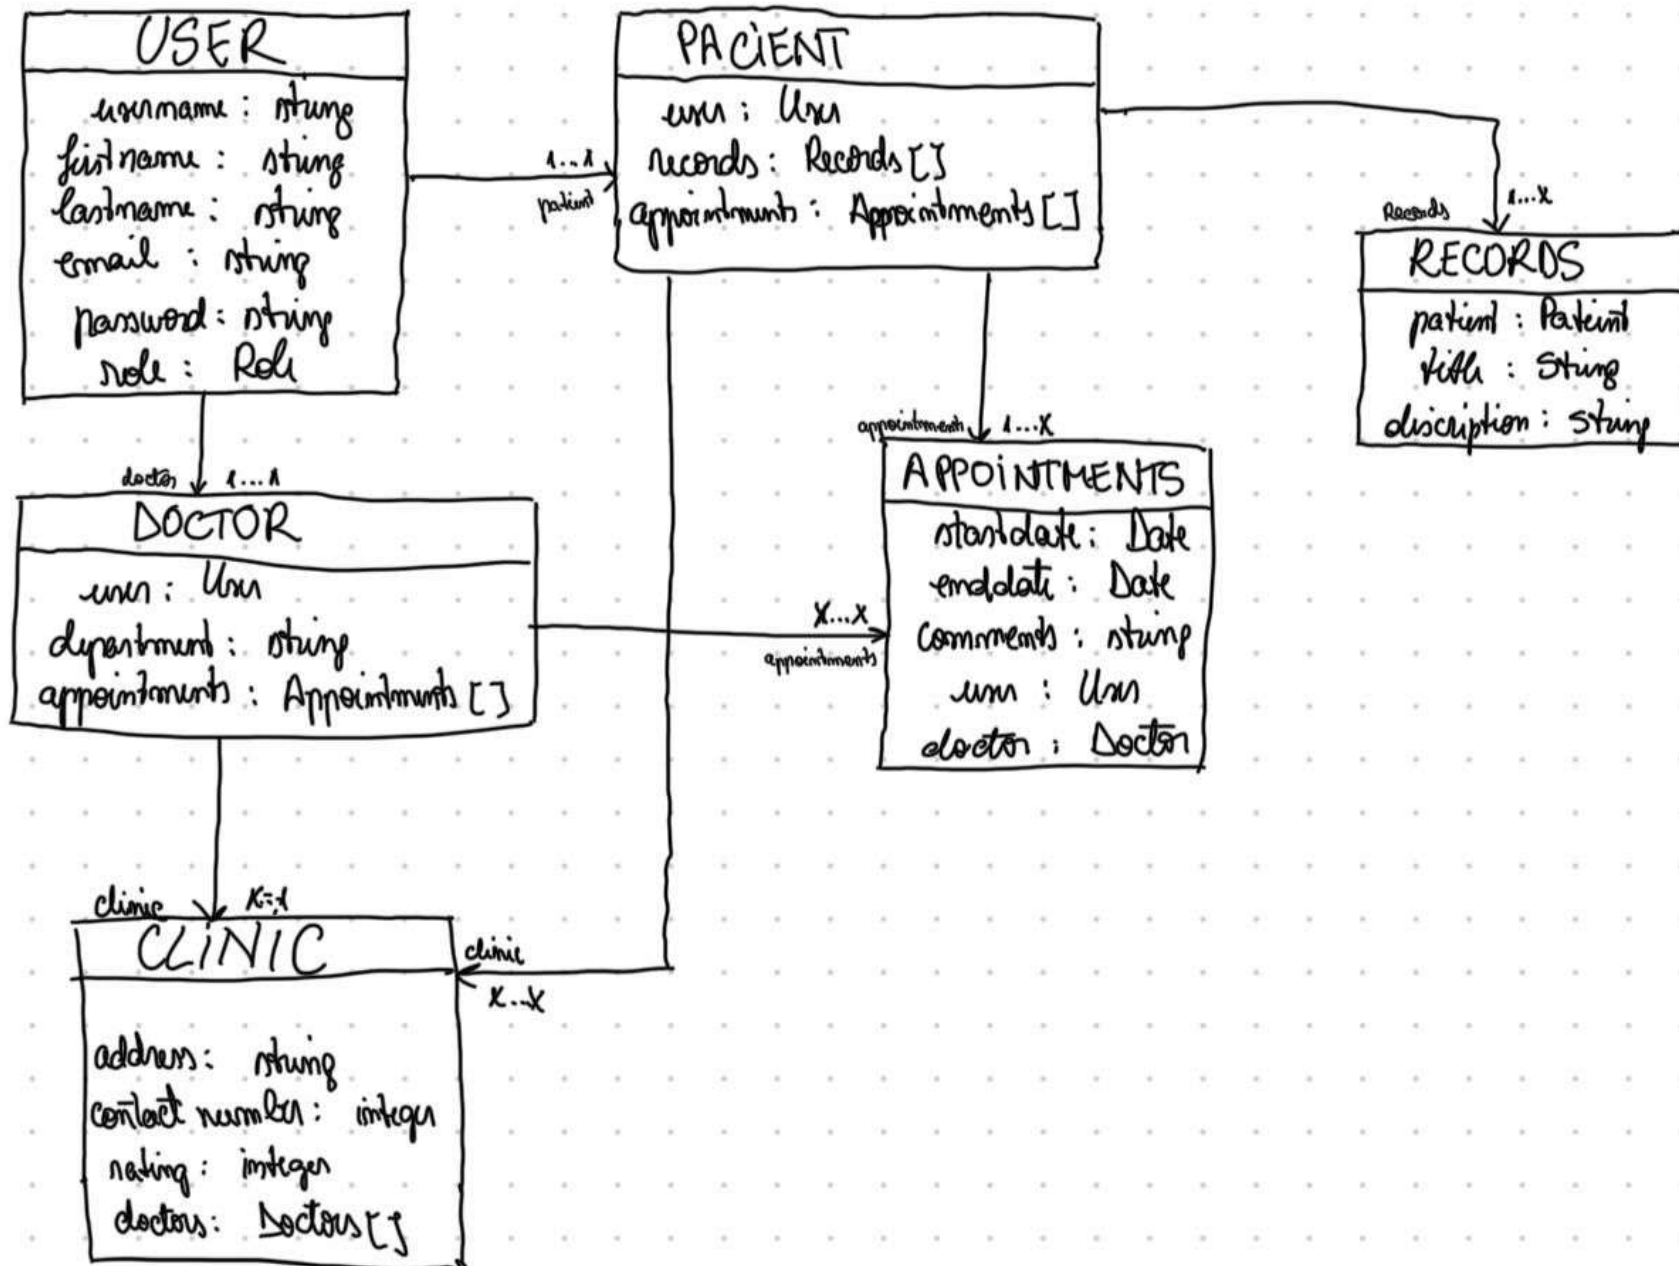 USER
username : string
firstname : string
lastname : string
email : string
password : string
role : Role
1...1
patient
PACIENT
user : User
records : Records []
appointments : Appointments []
Records
1...X
RECORDS
patient : Pateint
title : String
discription : String
doctor
1...1
DOCTOR
user : User
department : string
appointments : Appointments []
appointments
1...X
APPOINTMENTS
startdate : Date
enddate : Date
comments : string
user : User
doctor : Doctor
X...X
appointments
clinic
CLINIC
address : string
contact number : integer
rating : integer
doctors : Doctors []
clinic
X...X